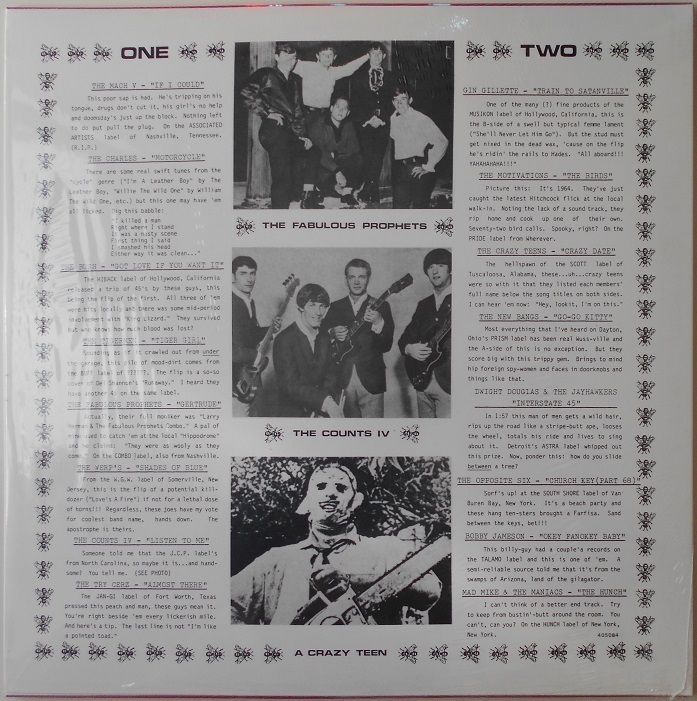 ONE
THE MACH V - "IF I COULD"
This poor sap is had. He's tripping on his
tongue, drugs don't cut it, his girl's no help
and doomsday's just up the block. Nothing left
to do but pull the plug. On the ASSOCIATED
ARTISTS label of Nashville, Tennessee.
(R.I.P.)
THE CHARLES - "MOTORCYCLE"
There are some real swift tunes from the
"cycle" genre ("I'm A Leather Boy" by The
Leather Boy, "Willie The Wild One" by William
The Wild One, etc.) but this one may have 'em
all licked. Dig this babble:
"I killed a man
Right where I stand
It was a nasty scene
First thing I said
I smashed his head
Either way it was clean..."
"GOT LOVE IF YOU WANT IT"
The HIBACK label of Hollywood, California
released a trio of 45's by these guys, this
being the flip of the first. All three of 'em
were hits locally and there was some mid-period
involvement with "King Lizard." They survived
but who knows how much blood was lost?
"TIGER GIRL"
crawled out from under
the garage, this pile of mood-dirt comes from
the label of ??????. The flip is a so-so
of Del Shannon's "Runaway." I heard they
have another 45 on the same label.
THE FABULOUS PROPHETS - "GERTRUDE"
Actually, their full moniker was "Larry
& The Fabulous Prophets Combo." A pal of
mine used to catch 'em at the local "Hippodrome"
and he claims: "They were as wooly as they
come." On the COMBO label, also from Nashville.
THE WERP'S - "SHADES OF BLUE"
From the W.G.W. label of Somerville, New
Jersey, this is the flip of a potential kill-
dozer ("Love's A Fire") if not for a lethal dose
of horns!!! Regardless, these joes have my vote
for coolest band name, hands down. The
apostrophe is theirs.
THE COUNTS IV - "LISTEN TO ME"
Someone told me that the J.C.P. label's
from North Carolina, so maybe it is...and hand-
some! You tell me. (SEE PHOTO)
THE TRY CERZ - "ALMOST THERE"
The JAN-GI label of Fort Worth, Texas
pressed this peach and man, these guys mean it.
You're right beside 'em every lickerish mile.
And here's a tip. The last line is not "I'm like
a pointed toad."
THE FABULOUS PROPHETS
THE COUNTS IV
A CRAZY TEEN
TWO
GIN GILLETTE - "TRAIN TO SATANVILLE"
One of the many (?) fine products of the
MUSIKON label of Hollywood, California, this is
the B-side of a swell but typical femme lament
("She'll Never Let Him Go"). But the stud must
get nixed in the dead wax, 'cause on the flip
he's ridin' the rails to Hades. "All aboard!!!
YAHAHAHAHA!!!"
THE MOTIVATIONS - "THE BIRDS"
Picture this: It's 1964. They've just
caught the latest Hitchcock flick at the local
walk-in. Noting the lack of a sound track, they
rip home and cook up one of their own.
Seventy-two bird calls. Spooky, right? On the
PRIDE label from Wherever.
THE CRAZY TEENS - "CRAZY DATE"
The hellspawn of the SCOTT label of
Tuscaloosa, Alabama, these...uh...crazy teens
were so with it that they listed each members'
full name below the song titles on both sides.
I can hear 'em now: "Hey, lookit, I'm on this."
THE NEW BANGS - "GO-GO KITTY"
Most everything that I've heard on Dayton,
Ohio's PRISM label has been real Wuss-ville and
the A-side of this is no exception. But they
score big with this trippy gem. Brings to mind
hip foreign spy-women and faces in doorknobs and
things like that.
DWIGHT DOUGLAS & THE JAYHAWKERS
"INTERSTATE 45"
In 1:57 this man of men gets a wild hair,
rips up the road like a stripe-butt ape, looses
the wheel, totals his ride and lives to sing
about it. Detroit's ASTRA label whipped out
this prize. Now, ponder this: how do you slide
between a tree?
THE OPPOSITE SIX - "CHURCH KEY(PART 68)"
Surf's up! at the SOUTH SHORE label of Van
Buren Bay, New York. It's a beach party and
these hang ten-sters brought a Farfisa. Sand
between the keys, bet!!!
BOBBY JAMESON - "OKEY FANOKEY BABY"
This billy-guy had a couple'a records on
the TALAMO label and this is one of 'em. A
semi-reliable source told me that it's from the
swamps of Arizona, land of the gilagator.
MAD MIKE & THE MANIACS - "THE HUNCH"
I can't think of a better end track. Try
to keep from bustin'-butt around the room. You
can't, can you? On the HUNCH label of New York,
New York.
405084